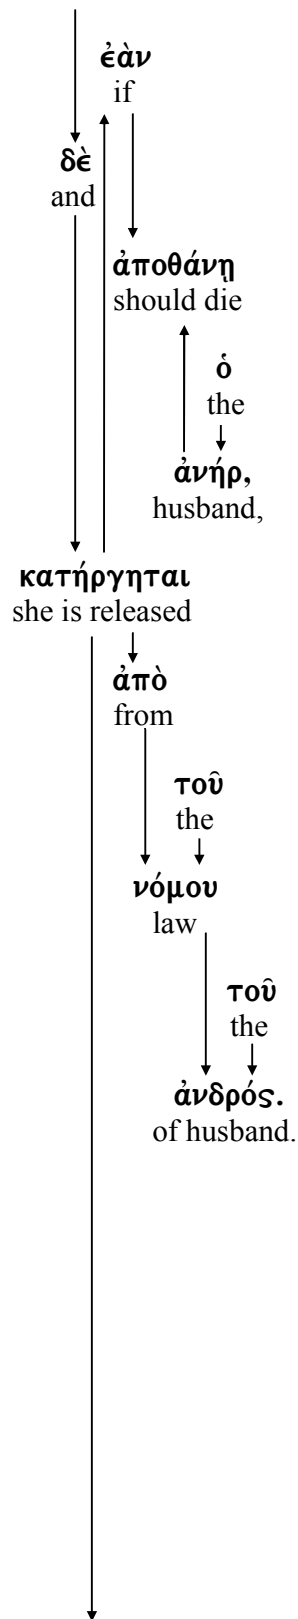 ἐὰν
if
δὲ
and
ἀποθάνῃ
should die
ὁ
the
ἀνήρ,
husband,
κατήργηται
she is released
ἀπὸ
from
τοῦ
the
νόμου
law
τοῦ
the
ἀνδρός.
of husband.